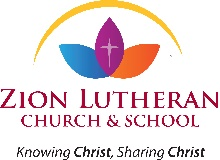 ZION LUTHERAN
CHURCH & SCHOOL
Knowing Christ, Sharing Christ